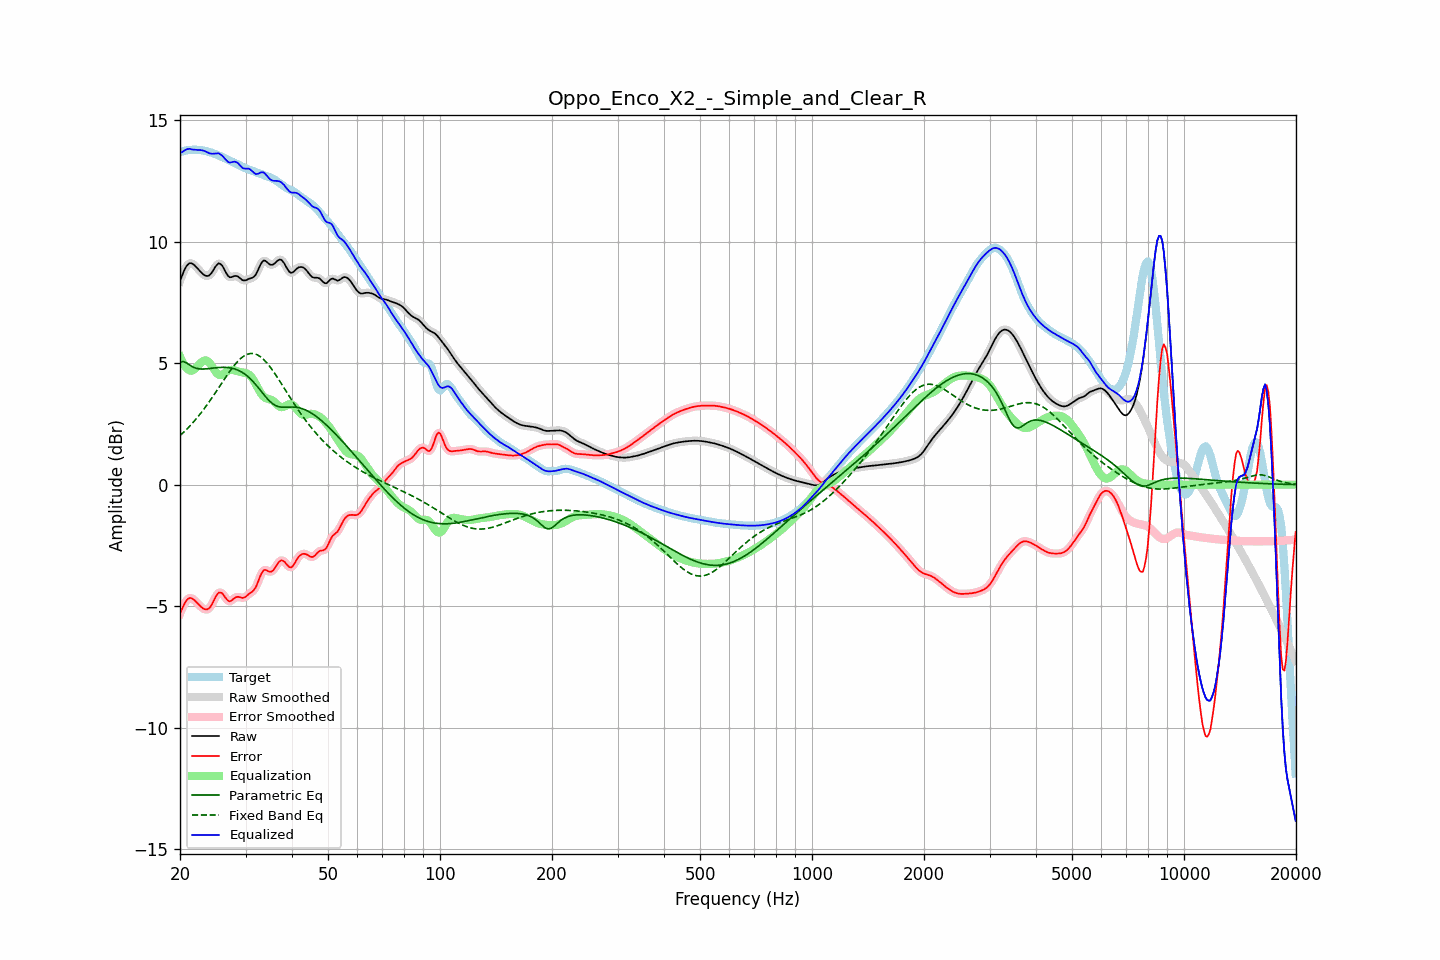 Oppo_Enco_X2_-_Simple_and_Clear_R
15
10
5
0
−5
−10
−15
Amplitude (dBr)
Target
Raw Smoothed
Error Smoothed
Raw
Error
Equalization
Parametric Eq
Fixed Band Eq
Equalized
20 50 100 200 500 1000 2000 5000 10000 20000
Frequency (Hz)